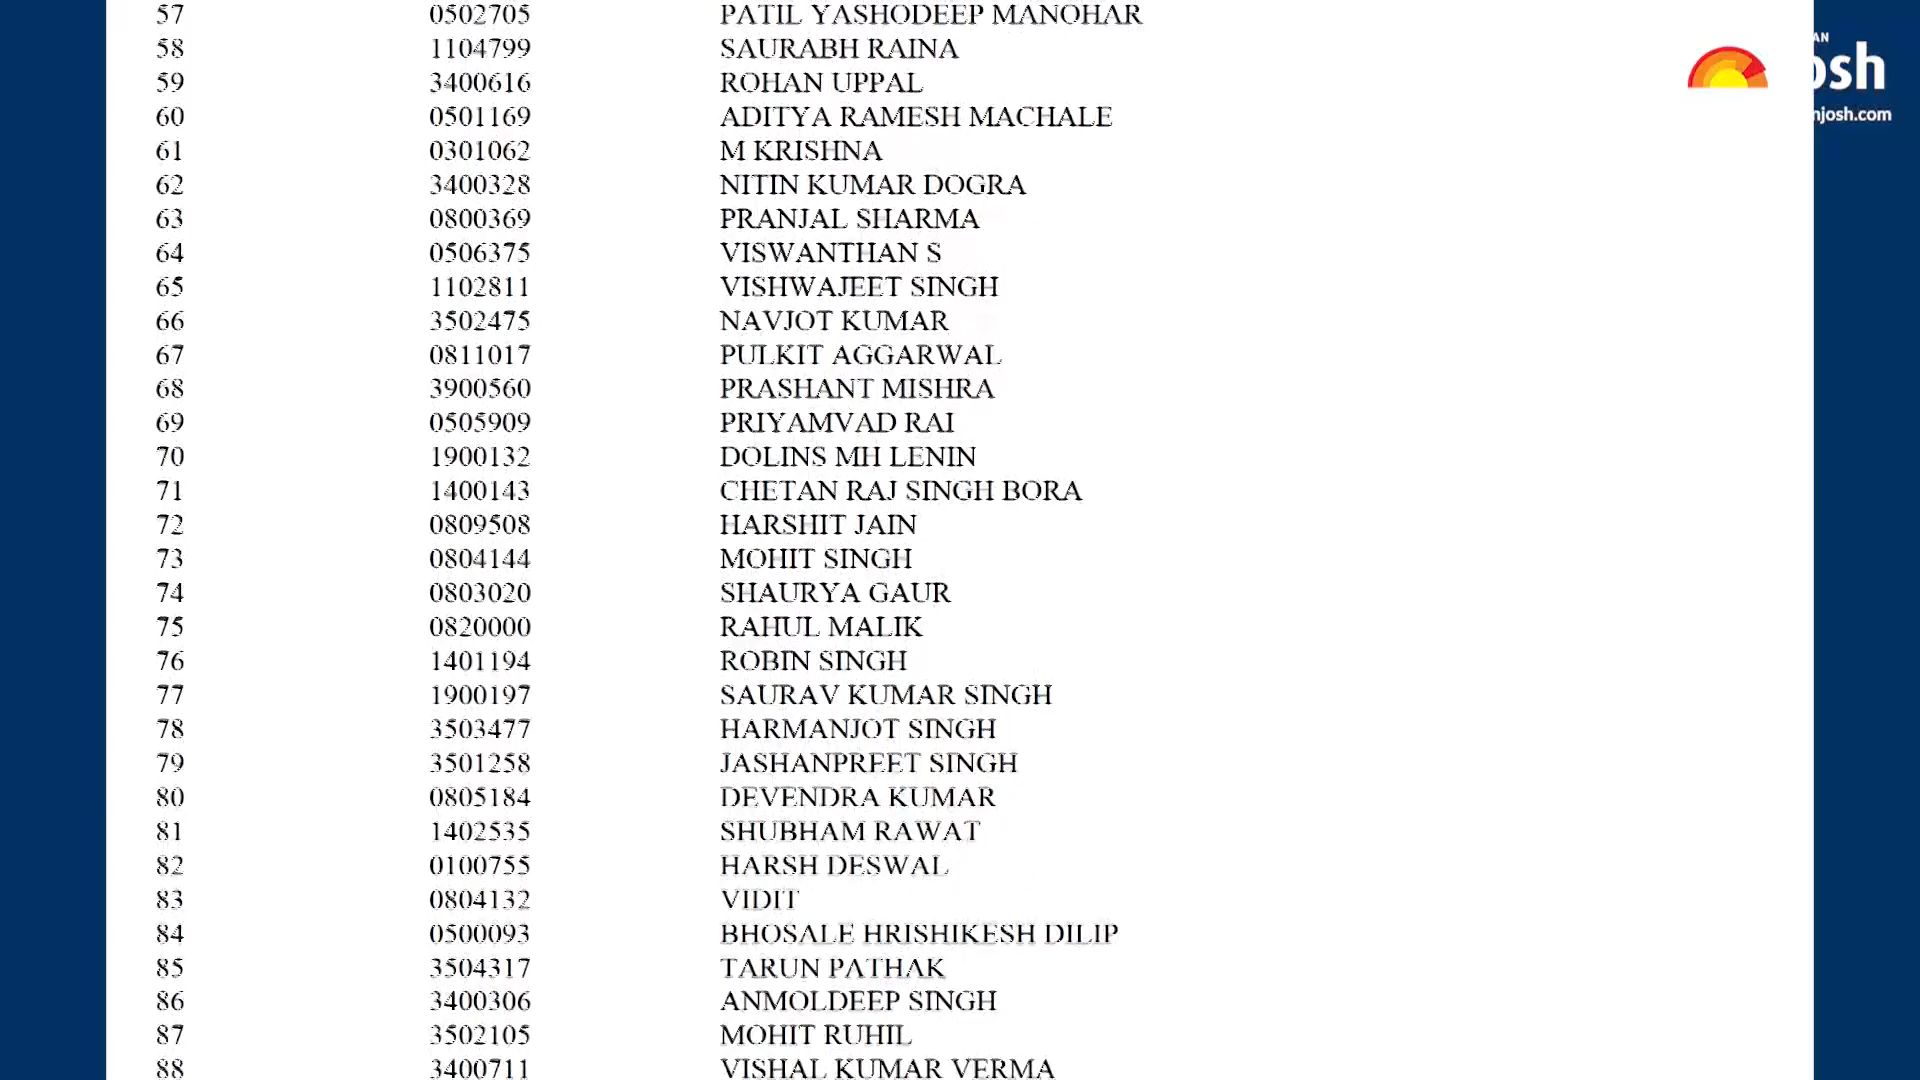 57 0502705 PATIL YASHODEEP MANOHAR
58 1104799 SAURABH RAINA
59 3400616 ROHAN UPPAL
60 0501169 ADITYA RAMESH MACHALE
61 0301062 M KRISHNA
62 3400328 NITIN KUMAR DOGRA
63 0800369 PRANJAL SHARMA
64 0506375 VISWANTHAN S
65 1102811 VISHWAJEET SINGH
66 3502475 NAVJOT KUMAR
67 0811017 PULKIT AGGARWAL
68 3900560 PRASHANT MISHRA
69 0505909 PRIYAMVAD RAI
70 1900132 DOLINS MH LENIN
71 1400143 CHETAN RAJ SINGH BORA
72 0809508 HARSHIT JAIN
73 0804144 MOHIT SINGH
74 0803020 SHAURYA GAUR
75 0820000 RAHUL MALIK
76 1401194 ROBIN SINGH
77 1900197 SAURAV KUMAR SINGH
78 3503477 HARMANJOT SINGH
79 3501258 JASHANPREET SINGH
80 0805184 DEVENDRA KUMAR
81 1402535 SHUBHAM RAWAT
82 0100755 HARSH DESWAL
83 0804132 VIDIT
84 0500093 BHOSALE HRISHIKESH DILIP
85 3504317 TARUN PATHAK
86 3400306 ANMOLDEEP SINGH
87 3502105 MOHIT RUHIL
88 3400711 VISHAL KUMAR VERMA
AN
osh
njosh.com